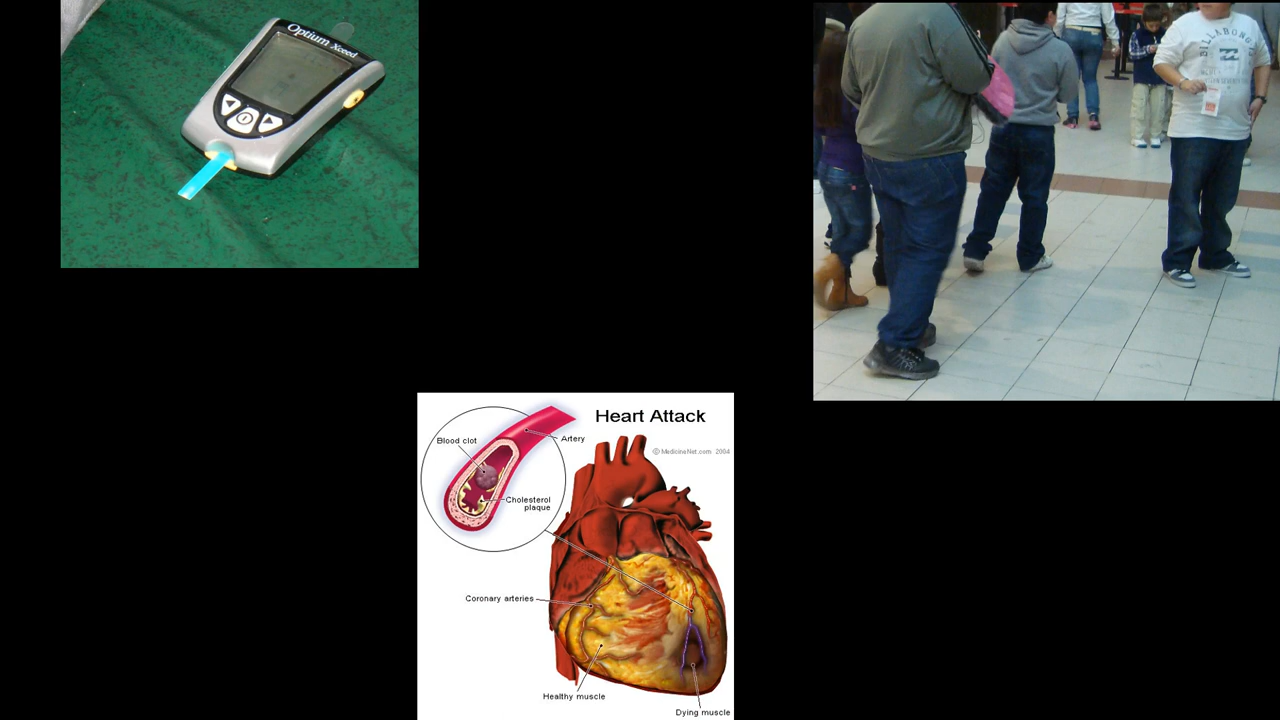 Optium Xceed
BILLABONG
Heart Attack
© MedicineNet.com 2004
Blood clot
Artery
Cholesterol
plaque
Coronary arteries
Healthy muscle
Dying muscle